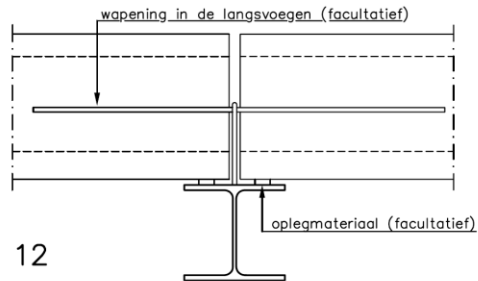 wapening in de langsvoegen (facultatief)
oplegmateriaal (facultatief)
12